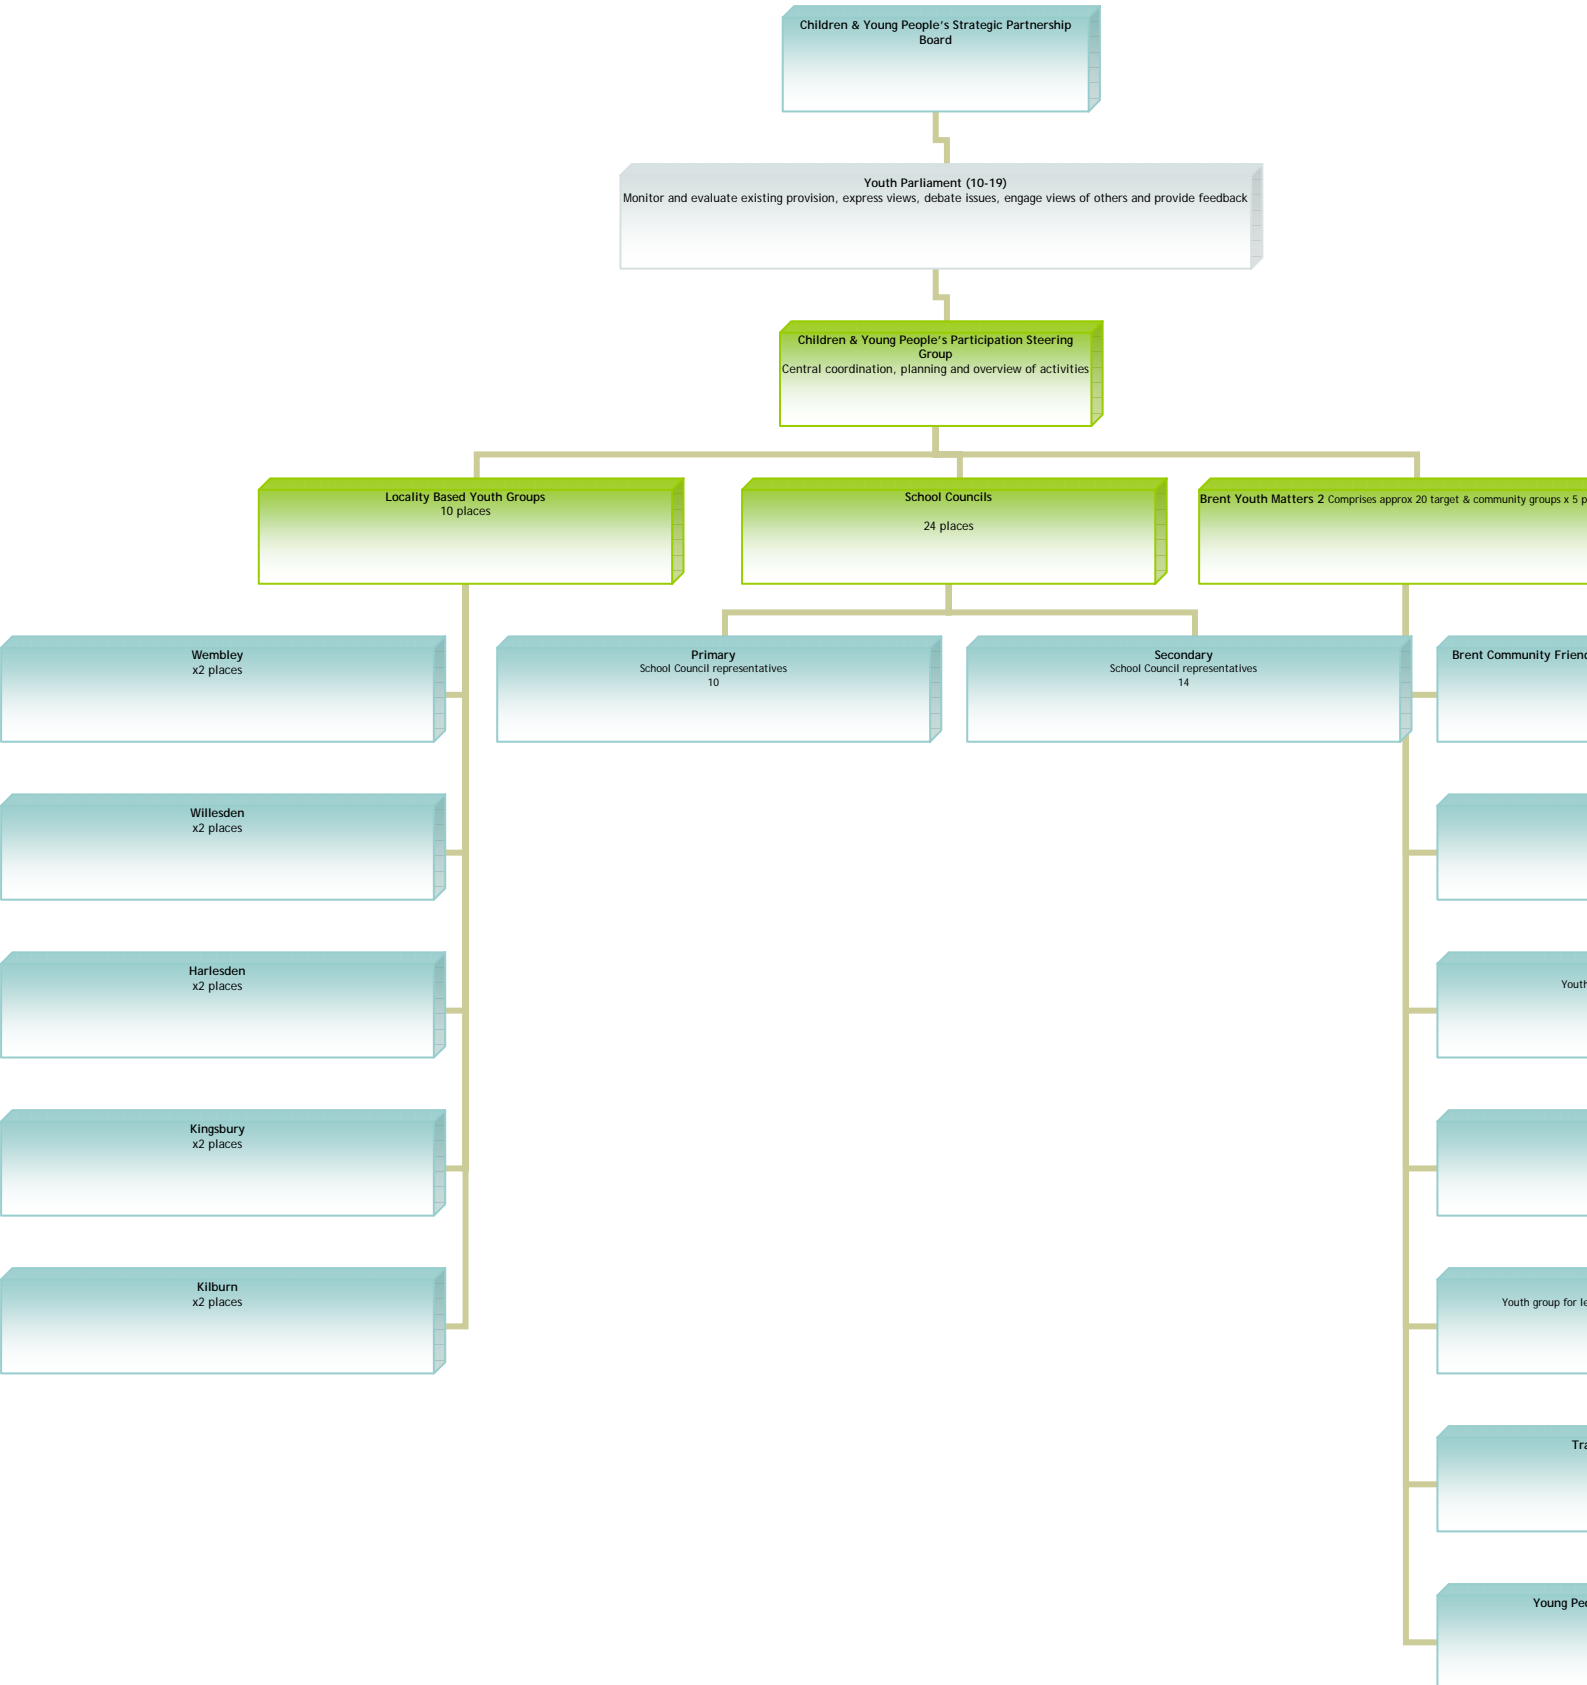 Children & Young People's Strategic Partnership
Board
Youth Parliament (10-19)
Monitor and evaluate existing provision, express views, debate issues, engage views of others and provide feedback
Children & Young People's Participation Steering
Group
Central coordination, planning and overview of activities
Locality Based Youth Groups
10 places
School Councils
24 places
Brent Youth Matters 2 Comprises approx 20 target & community groups x 5 p
Wembley
x2 places
Primary
School Council representatives
10
Secondary
School Council representatives
14
Brent Community
Willesden
x2 places
Harlesden
x2 places
Youth
Kingsbury
x2 places
Kilburn
x2 places
Youth group for
Young